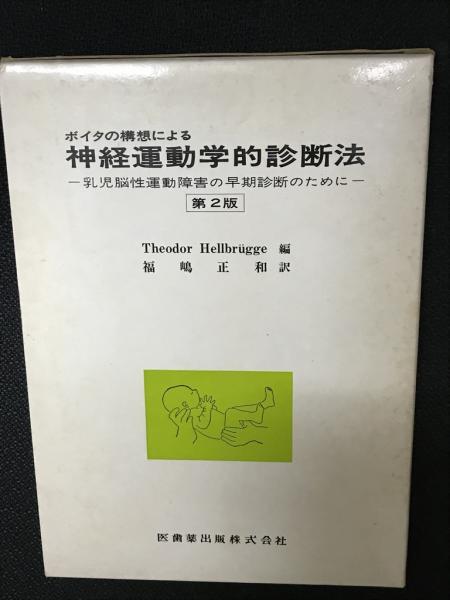 ボイタの構想による
神経運動学的診断法
―乳児脳性運動障害の早期診断のために―
第2版
Theodor Hellbrügge 編
福嶋正和 訳
医歯薬出版株式会社